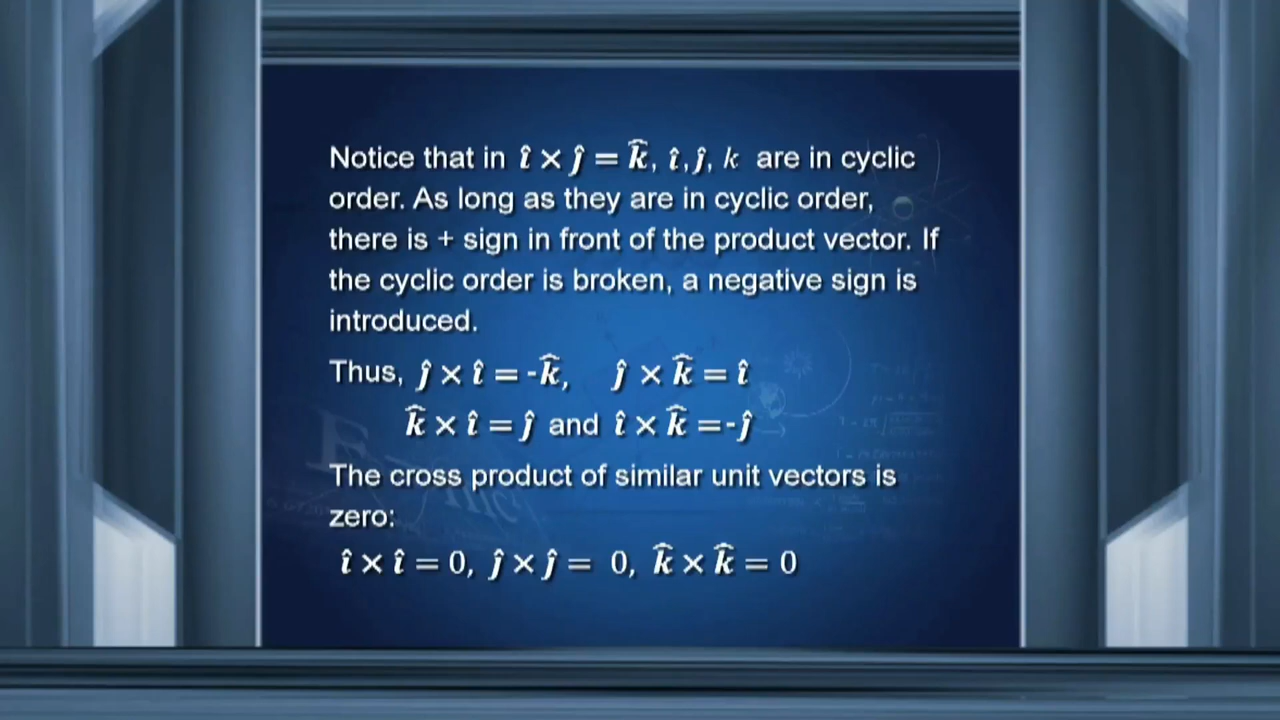 Notice that in î × ĵ = k̂, î, ĵ, k are in cyclic
order. As long as they are in cyclic order,
there is + sign in front of the product vector. If
the cyclic order is broken, a negative sign is
introduced.
Thus, ĵ × î = -k̂, ĵ × k̂ = î
k̂ × î = ĵ and î × k̂ = -ĵ
The cross product of similar unit vectors is
zero:
î × î = 0, ĵ × ĵ = 0, k̂ × k̂ = 0